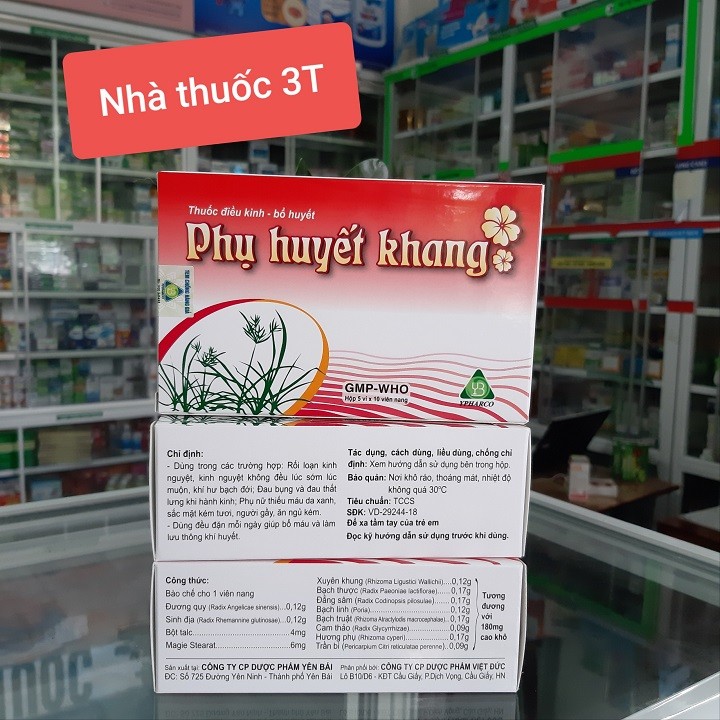 Nhà thuốc 3T
Thuốc điều kinh - bổ huyết
Phụ huyết khang
TEM CHỐNG HÀNG GIẢ
GMP-WHO
Hộp 5 vỉ x 10 viên nang
YPHARCO
Chỉ định:
- Dùng trong các trường hợp: Rối loạn kinh
nguyệt, kinh nguyệt không đều lúc sớm lúc
muộn, khí hư bạch đới; Đau bụng và đau thắt
lưng khi hành kinh; Phụ nữ thiếu máu da xanh,
sắc mặt kém tươi, người gầy, ăn ngủ kém.
- Dùng đều đặn mỗi ngày giúp bổ máu và làm
lưu thông khí huyết.
Tác dụng, cách dùng, liều dùng, chống chỉ
định: Xem hướng dẫn sử dụng bên trong hộp.
Bảo quản: Nơi khô ráo, thoáng mát, nhiệt độ
không quá 30°C
Tiêu chuẩn: TCCS
SĐK: VD-29244-18
Để xa tầm tay của trẻ em
Đọc kỹ hướng dẫn sử dụng trước khi dùng.
Công thức:
Bào chế cho 1 viên nang
Đương quy (Radix Angelicae sinensis) 0,12g
Sinh địa (Radix Rhemannine glutinosae) 0,12g
Bột talc 4mg
Magie Stearat 6mg
Xuyên khung (Rhizoma Ligustici Wallichii) 0,12g
Bạch thược (Radix Paeoniae lactiflorae) 0,17g
Đẳng sâm (Radix Codinopsis pilosulae) 0,17g
Bạch linh (Poria) 0,12g
Bạch truật (Rhizoma Atractylodis macrocephalae) 0,17g
Cam thảo (Radix Glycyrrhizae) 0,09g
Hương phụ (Rhizoma cyperi) 0,17g
Trần bì (Pericarpium Citri reticulatae perenne) 0,09g
Tương
đương
với
180mg
cao khô
Sản xuất tại: CÔNG TY CP DƯỢC PHẨM YÊN BÁI
ĐC: Số 725 Đường Yên Ninh - Thành phố Yên Bái
Phân phối bởi: CÔNG TY CP DƯỢC PHẨM VIỆT ĐỨC
Lô B10/D6 - KĐT Cầu Giấy, P.Dịch Vọng, Cầu Giấy, HN